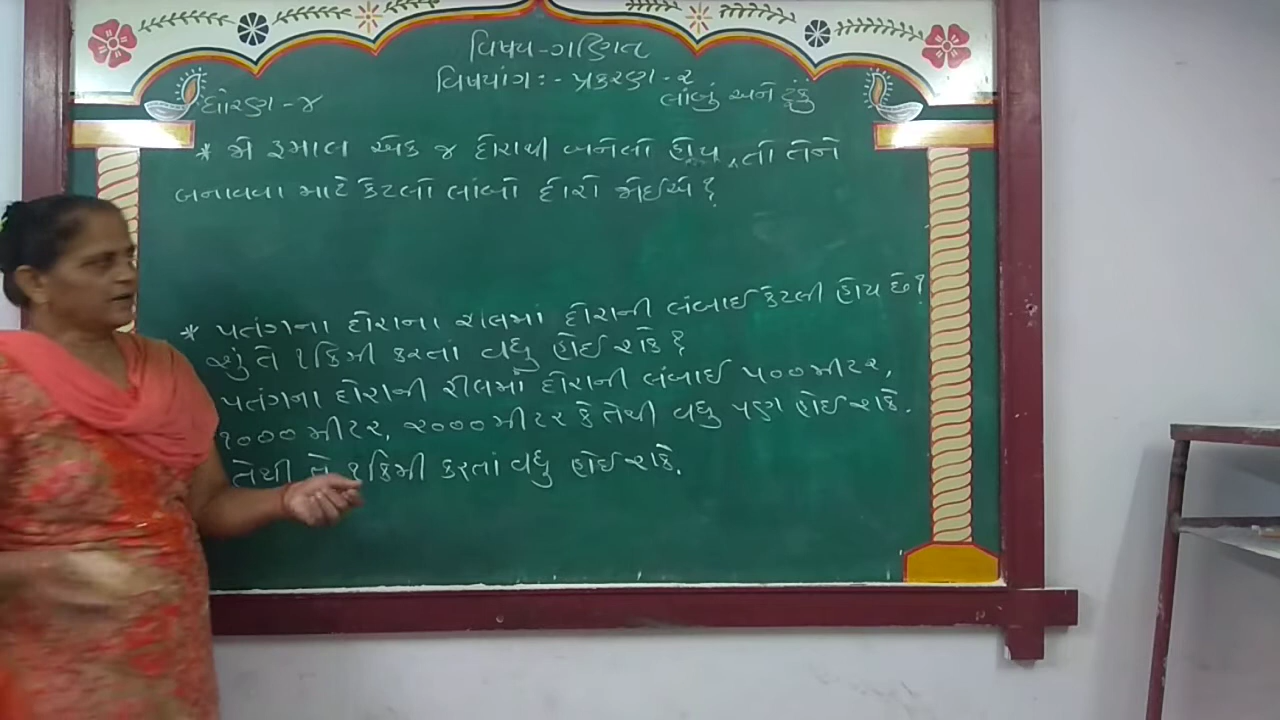 વિષય-ગણિત
વિષયાંગ:- પ્રકરણ-૨
ધોરણ-૪
લાંબું અને ટૂંકું
* જો રૂમાલ એક જ દોરાથી બનેલો હોય, તો તેને
બનાવવા માટે કેટલો લાંબો દોરો જોઈએ?
* પતંગના દોરાના રીલમાં દોરાની લંબાઈ કેટલી હોય છે?
શું તે ૧ કિમી કરતાં વધુ હોઈ શકે?
પતંગના દોરાની રીલમાં દોરાની લંબાઈ ૫૦૦ મીટર,
૧૦૦૦ મીટર, ૨૦૦૦ મીટર કે તેથી વધુ પણ હોઈ શકે.
તેથી તે ૧ કિમી કરતાં વધુ હોઈ શકે.